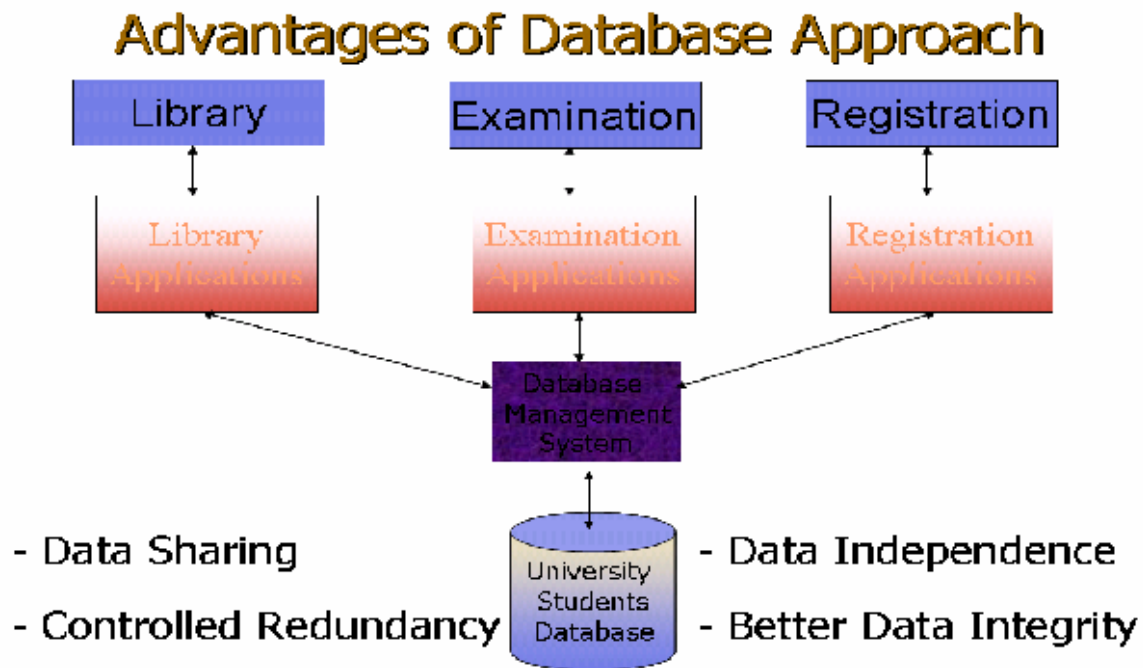 Advantages of Database Approach
Library
Examination
Registration
Library
Applications
Examination
Applications
Registration
Applications
Database
Management
System
University
Students
Database
- Data Sharing
- Controlled Redundancy
- Data Independence
- Better Data Integrity